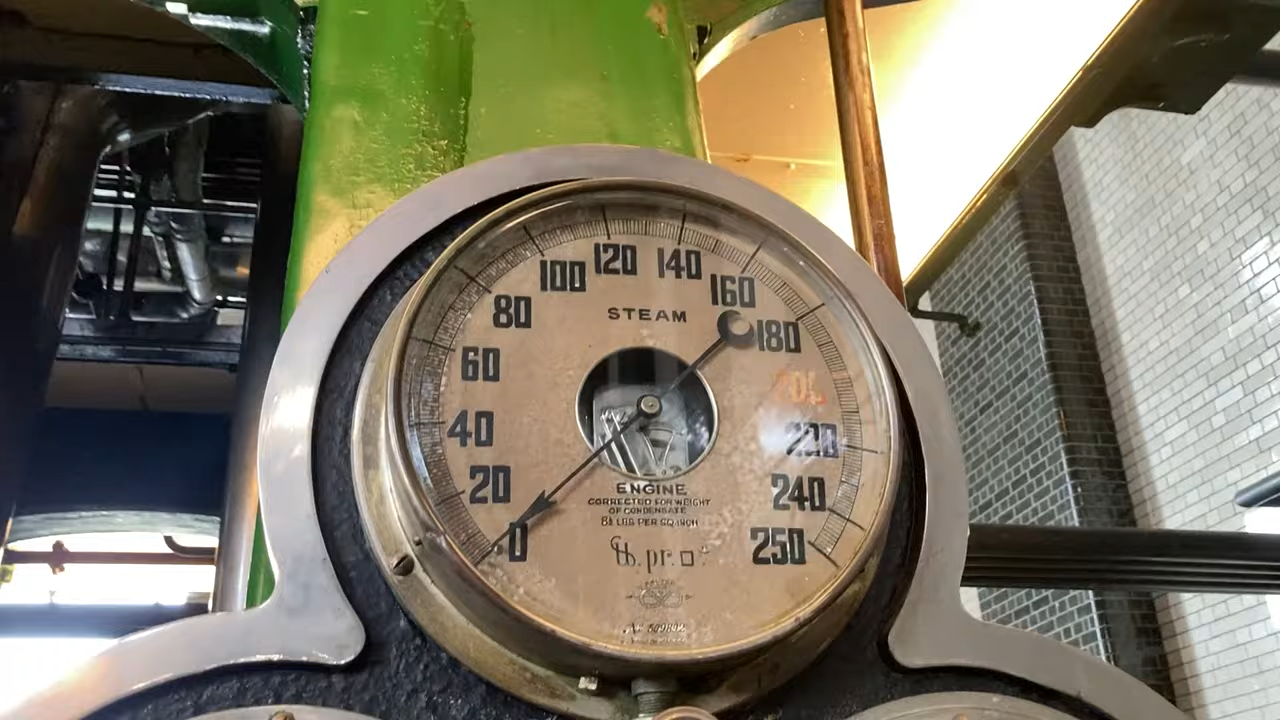 120 140
100 160
80 180
STEAM
60
40 220
20 240
0 250
ENGINE
CORRECTED FOR WEIGHT
OF CONDENSATE
LBS PER SQ INCH